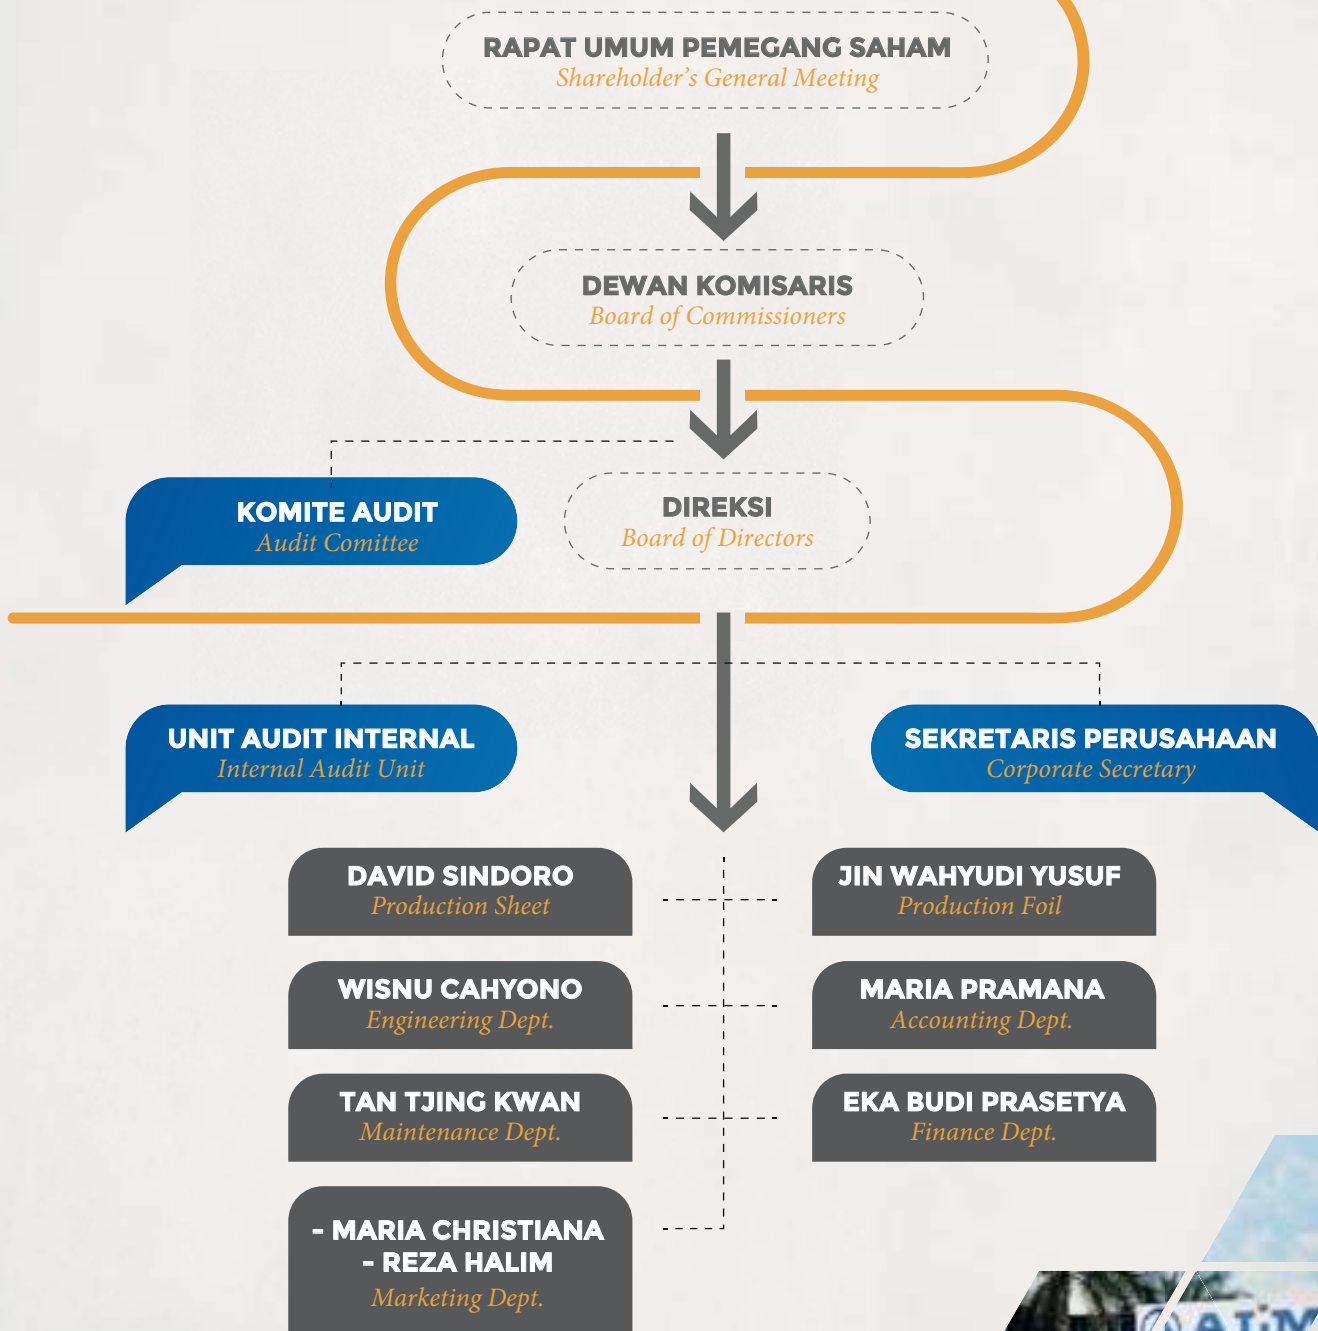 RAPAT UMUM PEMEGANG SAHAM
Shareholder’s General Meeting
DEWAN KOMISARIS
Board of Commissioners
KOMITE AUDIT
Audit Comittee
DIREKSI
Board of Directors
UNIT AUDIT INTERNAL
Internal Audit Unit
SEKRETARIS PERUSAHAAN
Corporate Secretary
DAVID SINDORO
Production Sheet
JIN WAHYUDI YUSUF
Production Foil
WISNU CAHYONO
Engineering Dept.
MARIA PRAMANA
Accounting Dept.
TAN TJING KWAN
Maintenance Dept.
EKA BUDI PRASETYA
Finance Dept.
- MARIA CHRISTIANA
- REZA HALIM
Marketing Dept.